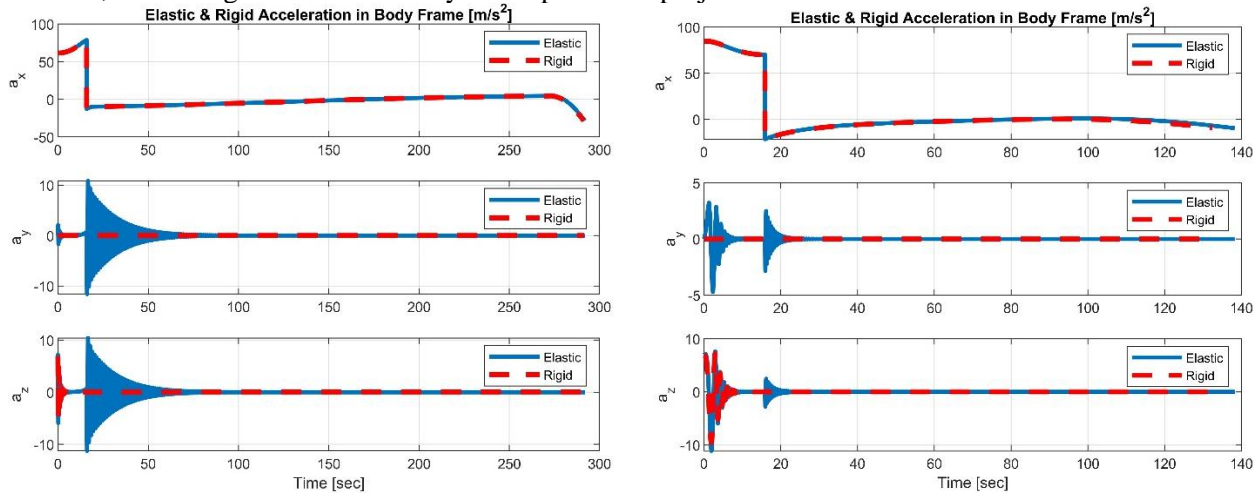 Elastic & Rigid Acceleration in Body Frame [m/s²]
100
50
0
-50
a_x
Elastic
Rigid
0 50 100 150 200 250 300
10
0
-10
a_y
Elastic
Rigid
0 50 100 150 200 250 300
10
0
-10
a_z
Elastic
Rigid
0 50 100 150 200 250 300
Time [sec]
Elastic & Rigid Acceleration in Body Frame [m/s²]
100
50
0
a_x
Elastic
Rigid
0 20 40 60 80 100 120 140
5
0
-5
a_y
Elastic
Rigid
0 20 40 60 80 100 120 140
10
0
-10
a_z
Elastic
Rigid
0 20 40 60 80 100 120 140
Time [sec]